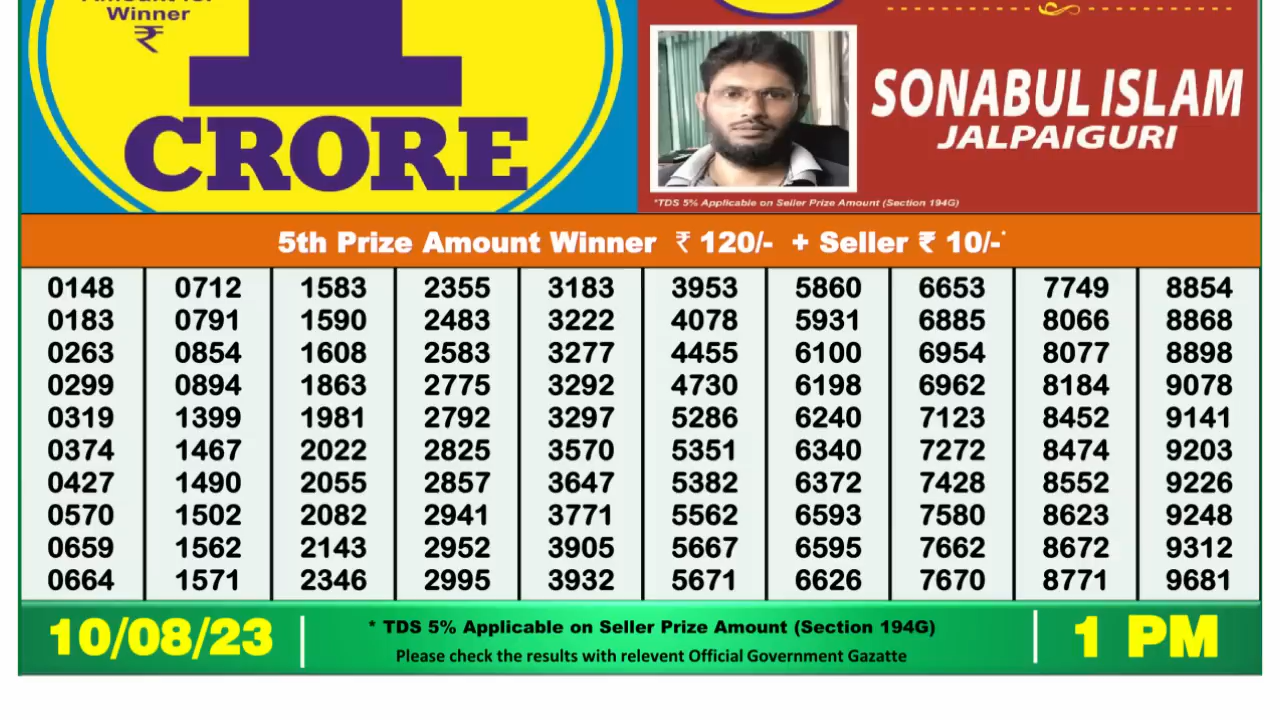 Amount for
Winner
₹
1
CRORE
SONABUL ISLAM
JALPAIGURI
*TDS 5% Applicable on Seller Prize Amount (Section 194G)
5th Prize Amount Winner ₹ 120/- + Seller ₹ 10/-*
0148 0712 1583 2355 3183 3953 5860 6653 7749 8854
0183 0791 1590 2483 3222 4078 5931 6885 8066 8868
0263 0854 1608 2583 3277 4455 6100 6954 8077 8898
0299 0894 1863 2775 3292 4730 6198 6962 8184 9078
0319 1399 1981 2792 3297 5286 6240 7123 8452 9141
0374 1467 2022 2825 3570 5351 6340 7272 8474 9203
0427 1490 2055 2857 3647 5382 6372 7428 8552 9226
0570 1502 2082 2941 3771 5562 6593 7580 8623 9248
0659 1562 2143 2952 3905 5667 6595 7662 8672 9312
0664 1571 2346 2995 3932 5671 6626 7670 8771 9681
10/08/23
* TDS 5% Applicable on Seller Prize Amount (Section 194G)
Please check the results with relevent Official Government Gazatte
1 PM